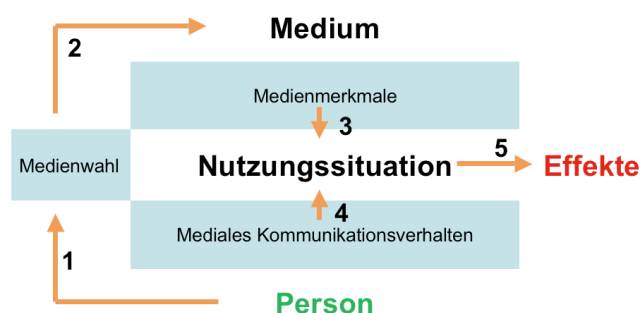 2
Medium
Medienmerkmale
3
Medienwahl
Nutzungssituation
5
Effekte
4
Mediales Kommunikationsverhalten
1
Person